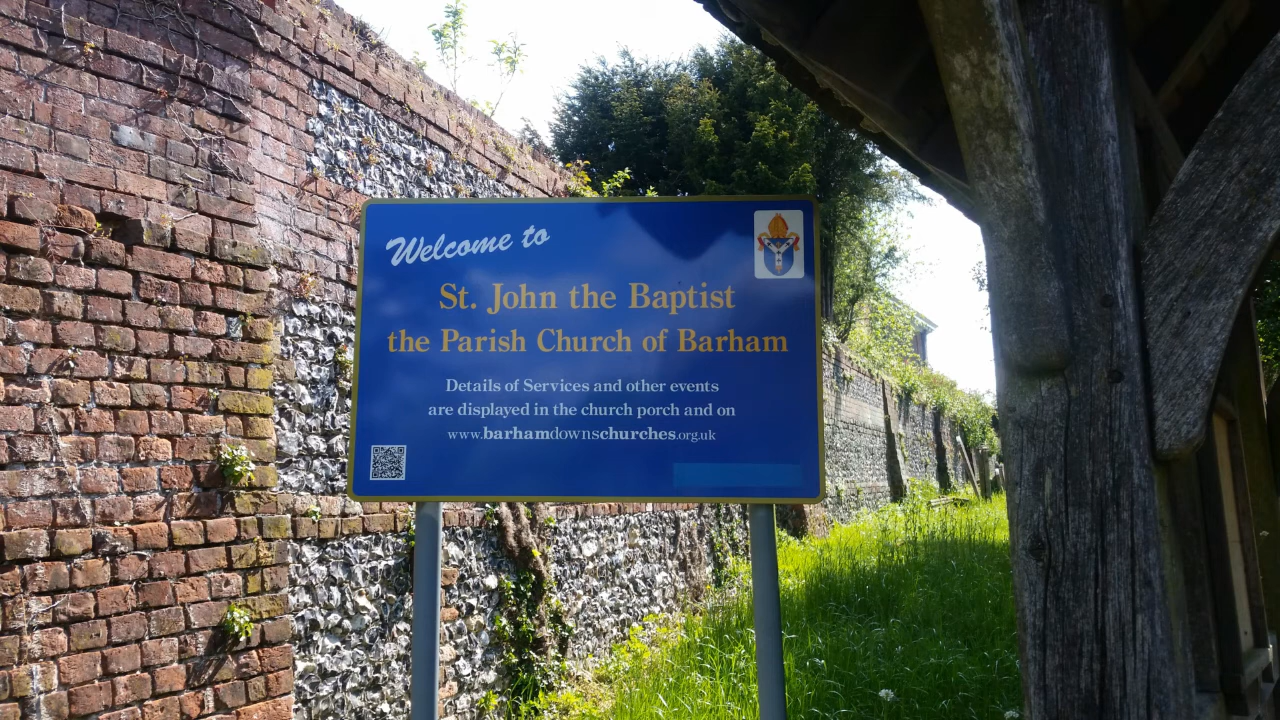 Welcome to
St. John the Baptist
the Parish Church of Barham
Details of Services and other events
are displayed in the church porch and on
www.barhamdownschurches.org.uk